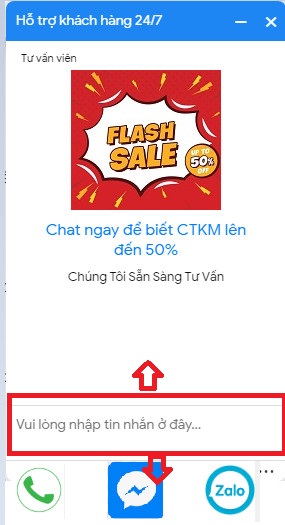 Hỗ trợ khách hàng 24/7
Tư vấn viên
FLASH
SALE
UP TO
50%
OFF
Chat ngay để biết CTKM lên
đến 50%
Chúng Tôi Sẵn Sàng Tư Vấn
Vui lòng nhập tin nhắn ở đây...
Zalo